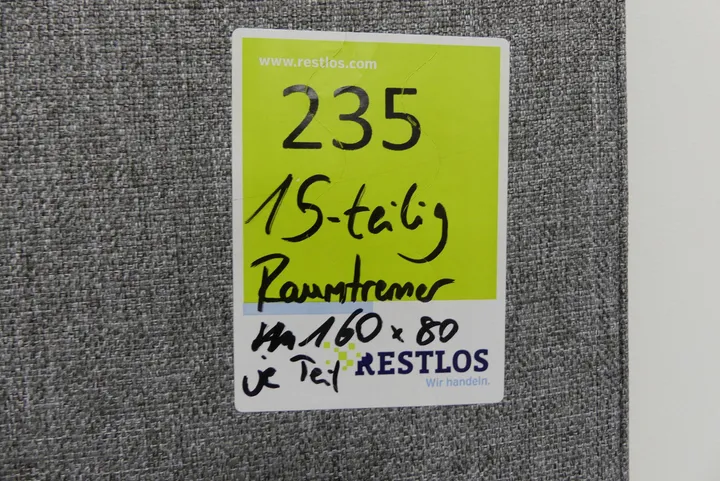 www.restlos.com
235
15-teilig
Raumtrenner
160 x 80
je Teil
RESTLOS
Wir handeln.